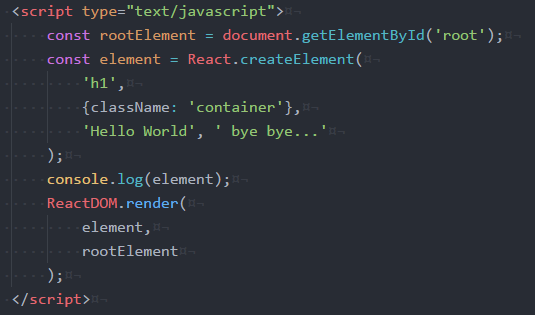 <script type="text/javascript">
    const rootElement = document.getElementById('root');
    const element = React.createElement(
        'h1',
        {className: 'container'},
        'Hello World', ' bye bye...'
    );
    console.log(element);
    ReactDOM.render(
        element,
        rootElement
    );
</script>